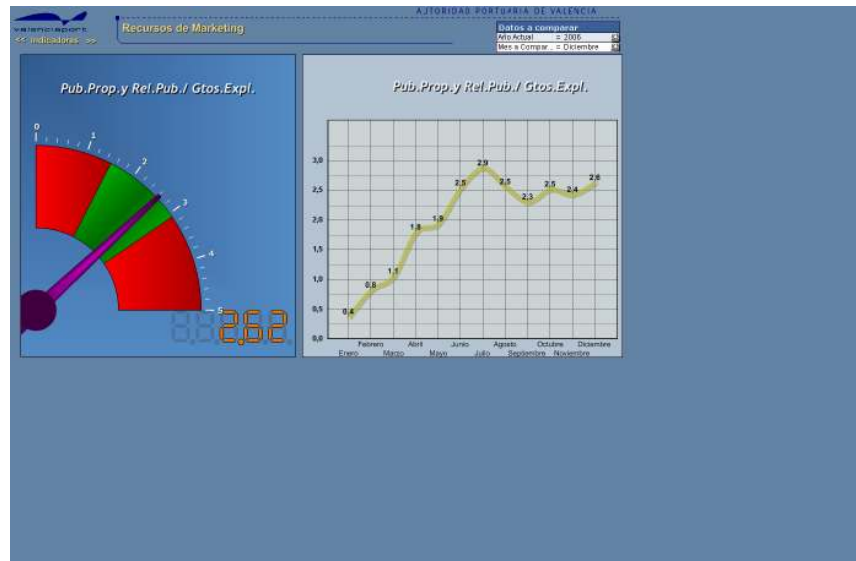 AUTORIDAD PORTUARIA DE VALENCIA
valenciaport
<< Indicadores >>
Recursos de Marketing
Datos a comparar
Año Actual = 2006
Mes a Compar... = Diciembre
Pub.Prop.y Rel.Pub./ Gtos.Expl.
0
1
2
3
4
5
2.62
Pub.Prop.y Rel.Pub./ Gtos.Expl.
3,0
2,5
2,0
1,5
1,0
0,5
0,0
0,4
0,8
1,1
1,8
1,9
2,5
2,9
2,5
2,3
2,5
2,4
2,6
Febrero Abril Junio Agosto Octubre Diciembre
Enero Marzo Mayo Julio Septiembre Noviembre